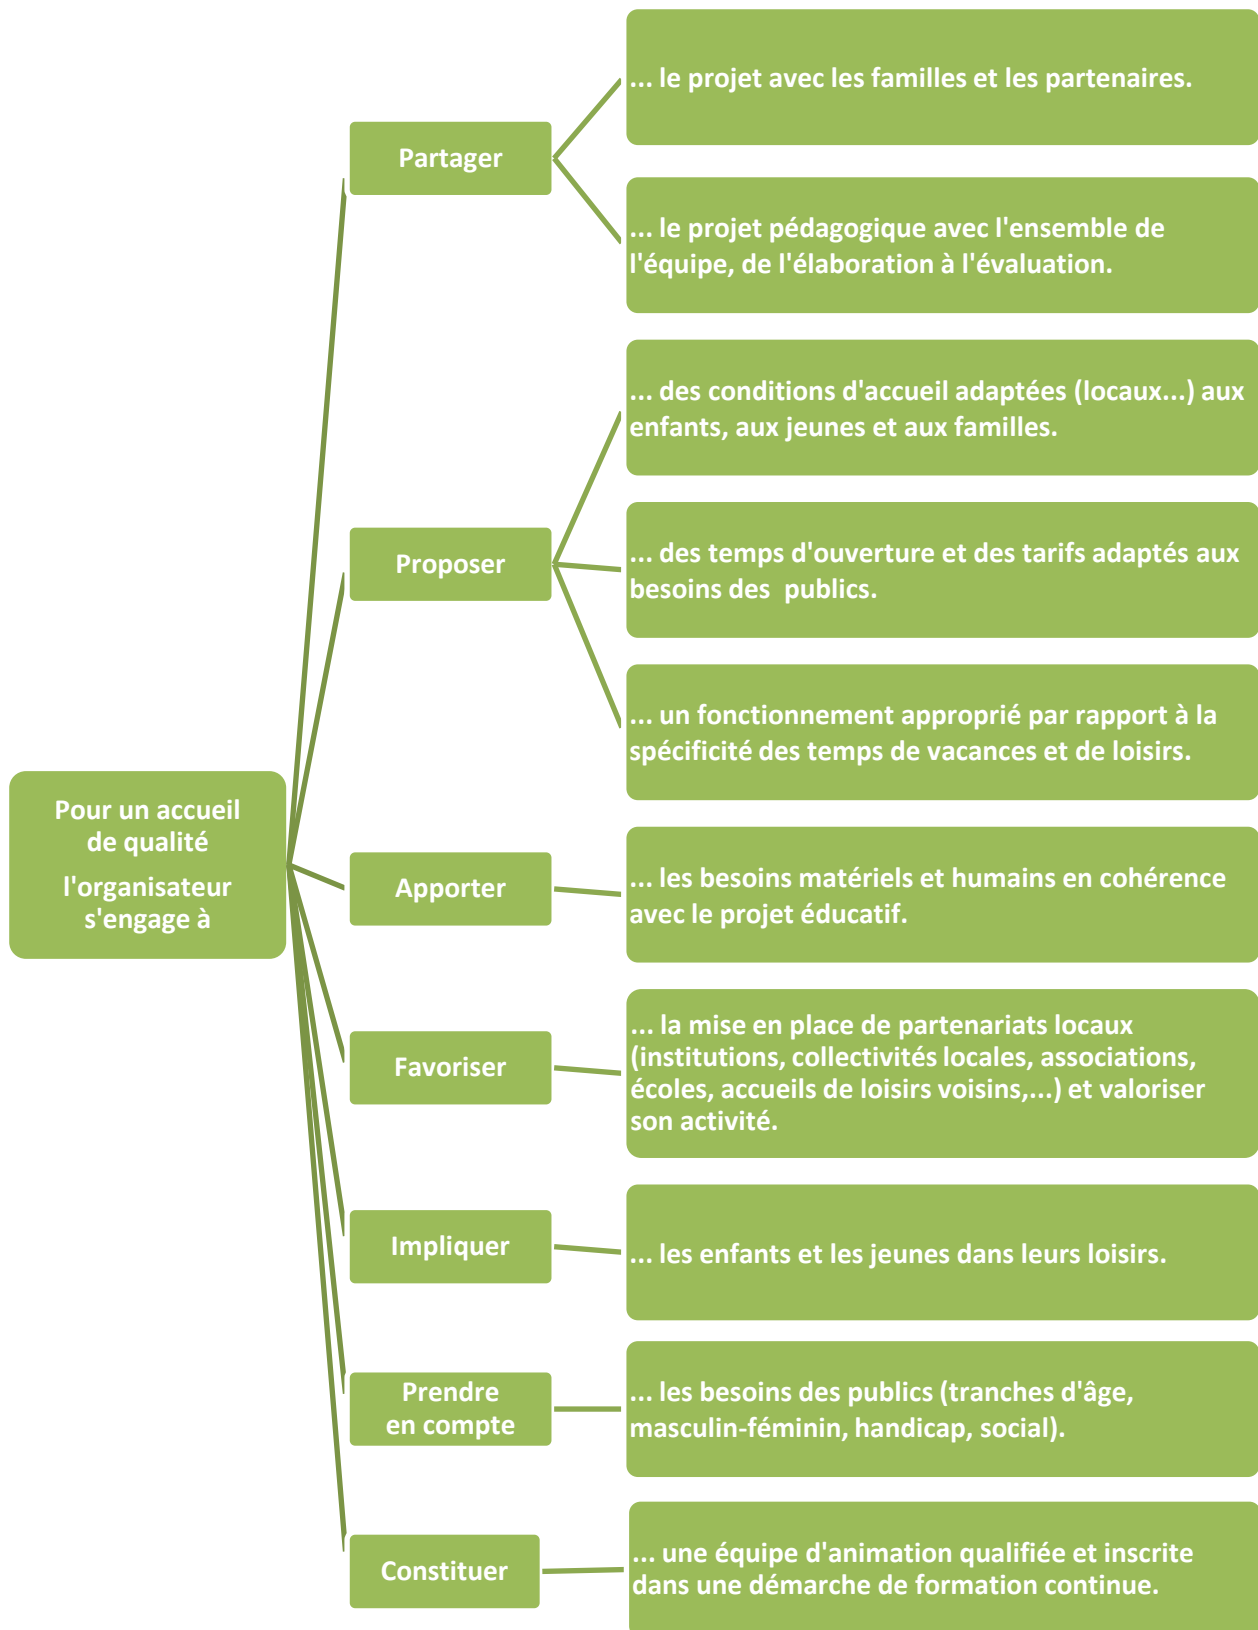 Pour un accueil
de qualité
l'organisateur
s'engage à
Partager
... le projet avec les familles et les partenaires.
... le projet pédagogique avec l'ensemble de
l'équipe, de l'élaboration à l'évaluation.
Proposer
... des conditions d'accueil adaptées (locaux...) aux
enfants, aux jeunes et aux familles.
... des temps d'ouverture et des tarifs adaptés aux
besoins des  publics.
... un fonctionnement approprié par rapport à la
spécificité des temps de vacances et de loisirs.
Apporter
... les besoins matériels et humains en cohérence
avec le projet éducatif.
Favoriser
... la mise en place de partenariats locaux
(institutions, collectivités locales, associations,
écoles, accueils de loisirs voisins,...) et valoriser
son activité.
Impliquer
... les enfants et les jeunes dans leurs loisirs.
Prendre
en compte
... les besoins des publics (tranches d'âge,
masculin-féminin, handicap, social).
Constituer
... une équipe d'animation qualifiée et inscrite
dans une démarche de formation continue.